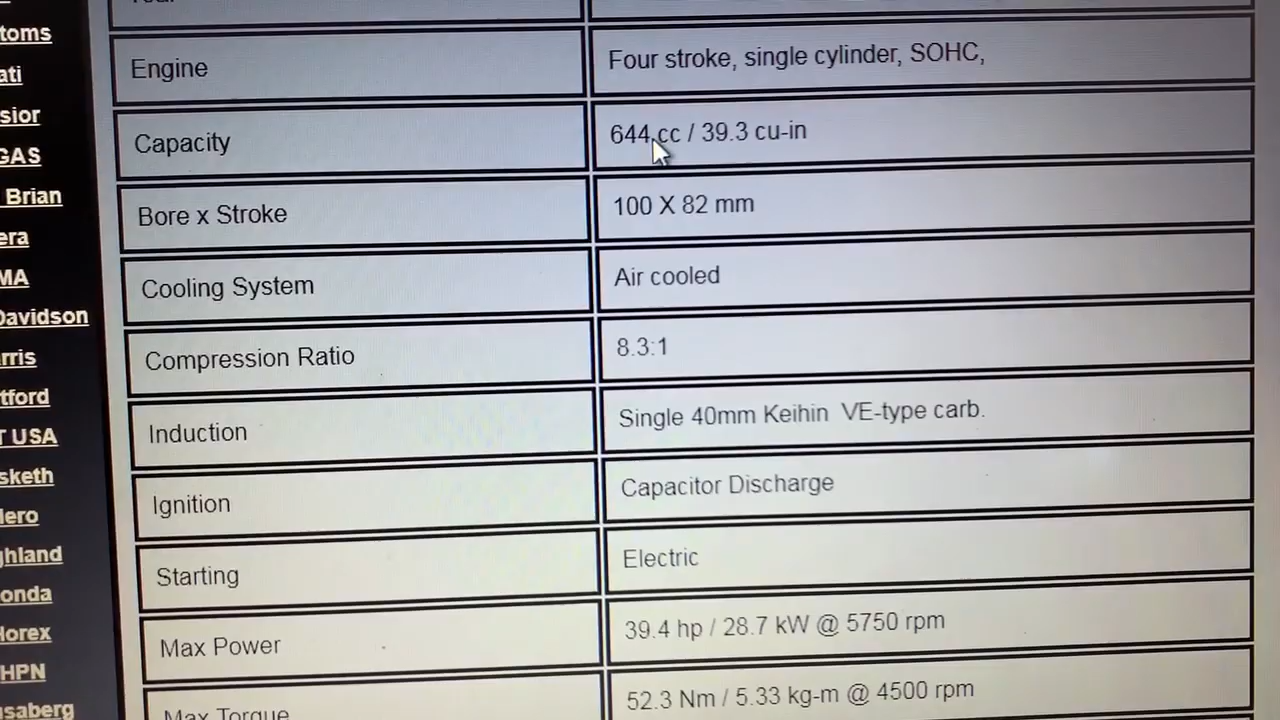 Engine
Four stroke, single cylinder, SOHC,
Capacity
644 cc / 39.3 cu-in
Bore x Stroke
100 X 82 mm
Cooling System
Air cooled
Compression Ratio
8.3:1
Induction
Single 40mm Keihin  VE-type carb.
Ignition
Capacitor Discharge
Starting
Electric
Max Power
39.4 hp / 28.7 kW @ 5750 rpm
Max Torque
52.3 Nm / 5.33 kg-m @ 4500 rpm
toms
ati
sior
GAS
Brian
era
MA
Davidson
rris
tford
T USA
sketh
lero
ghland
onda
Horex
HPN
usaberg